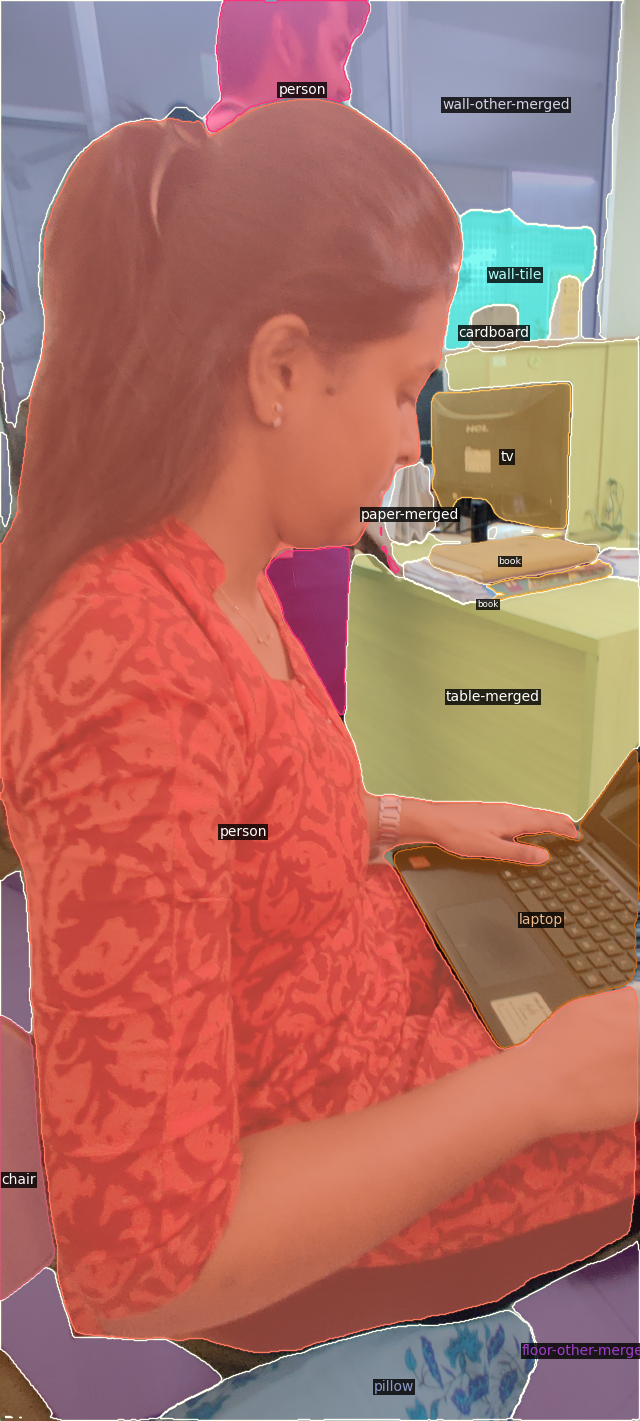 person
wall-other-merged
wall-tile
cardboard
HCL
tv
paper-merged
book
book
table-merged
person
laptop
chair
floor-other-merge
pillow